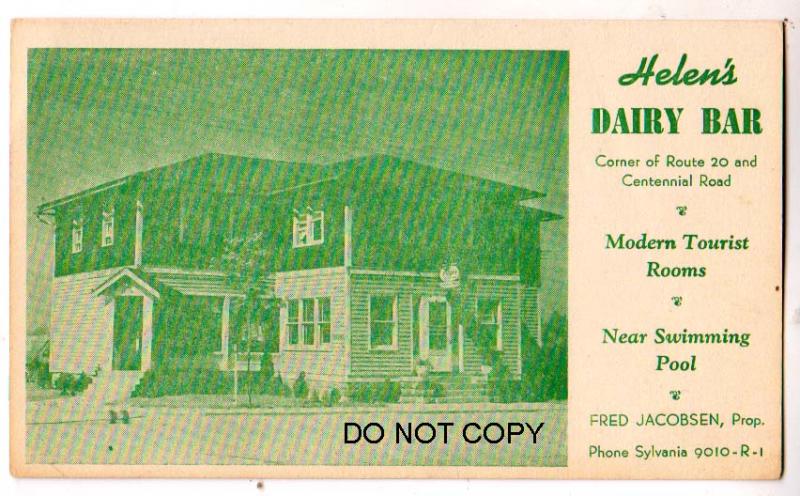 Helen's
DAIRY BAR
Corner of Route 20 and
Centennial Road
Modern Tourist
Rooms
Near Swimming
Pool
FRED JACOBSEN, Prop.
Phone Sylvania 9010-R-1
DO NOT COPY